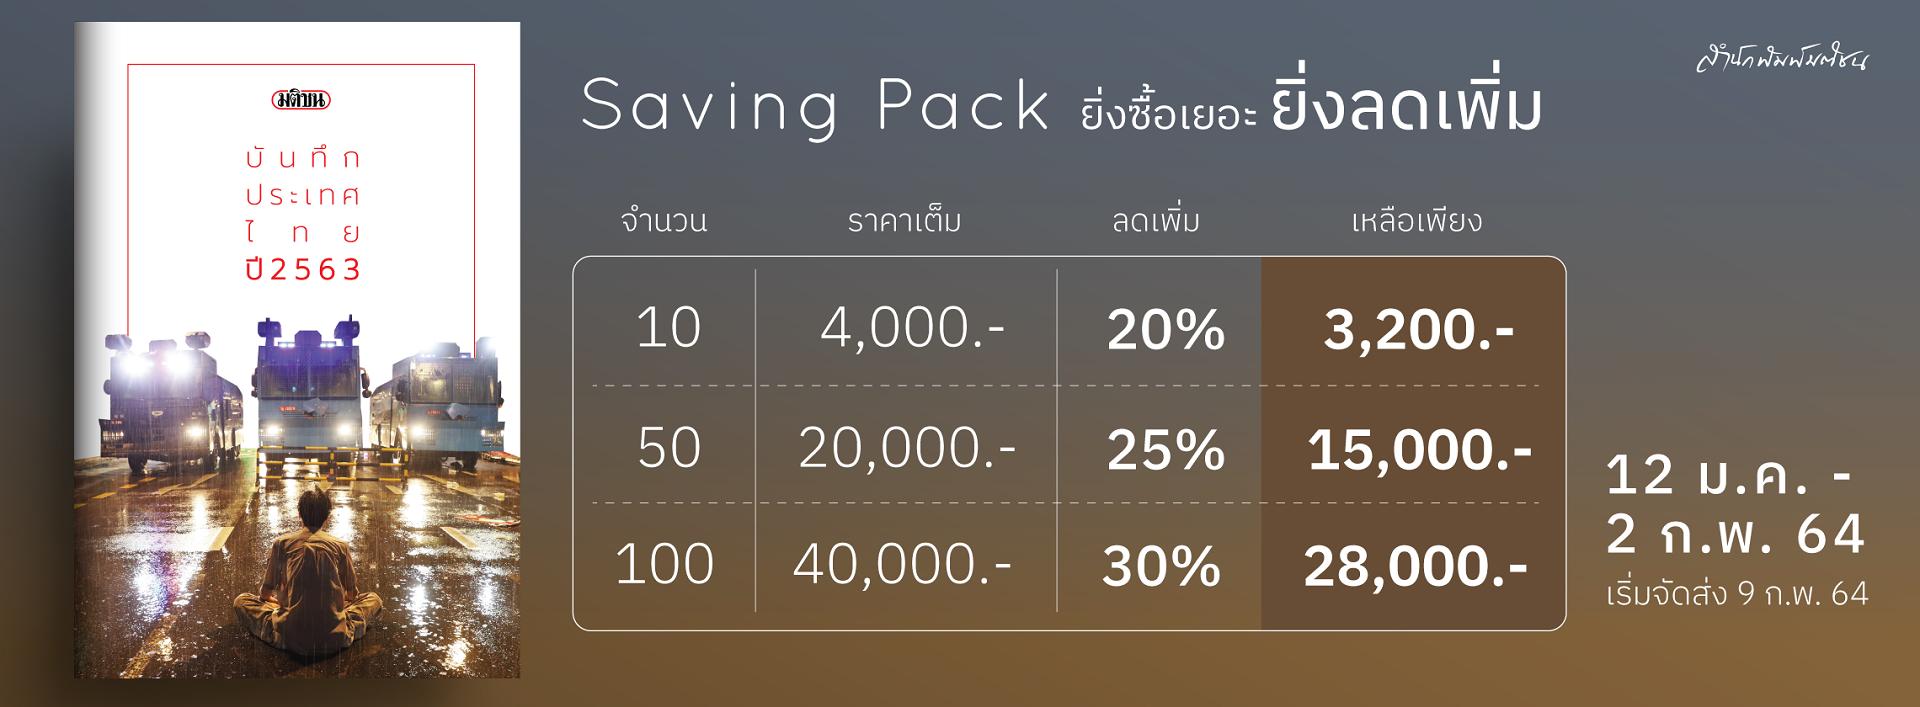 มติชน
บันทึก
ประเทศ
ไทย
ปี2563
สำนักพิมพ์มติชน
Saving Pack ยิ่งซื้อเยอะ ยิ่งลดเพิ่ม
จำนวน ราคาเต็ม ลดเพิ่ม เหลือเพียง
10 4,000.- 20% 3,200.-
50 20,000.- 25% 15,000.-
100 40,000.- 30% 28,000.-
12 ม.ค. -
2 ก.พ. 64
เริ่มจัดส่ง 9 ก.พ. 64